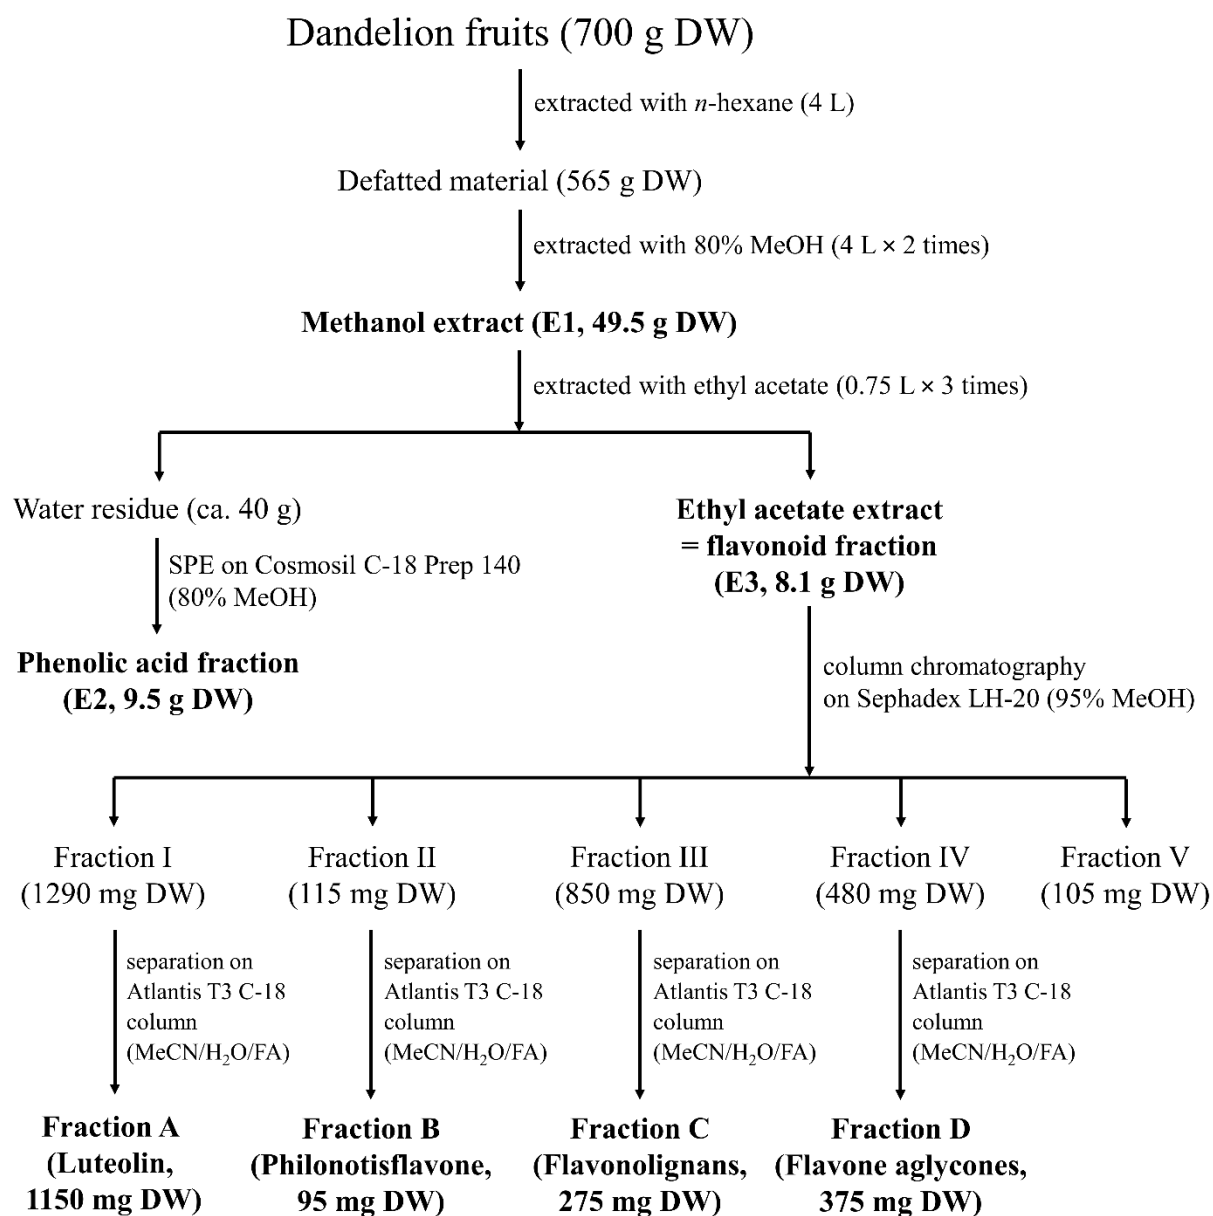 Dandelion fruits (700 g DW)
extracted with n-hexane (4 L)
Defatted material (565 g DW)
extracted with 80% MeOH (4 L × 2 times)
Methanol extract (E1, 49.5 g DW)
extracted with ethyl acetate (0.75 L × 3 times)
Water residue (ca. 40 g)
SPE on Cosmosil C-18 Prep 140
(80% MeOH)
Phenolic acid fraction
(E2, 9.5 g DW)
Ethyl acetate extract
= flavonoid fraction
(E3, 8.1 g DW)
column chromatography
on Sephadex LH-20 (95% MeOH)
Fraction I
(1290 mg DW)
Fraction II
(115 mg DW)
Fraction III
(850 mg DW)
Fraction IV
(480 mg DW)
Fraction V
(105 mg DW)
separation on
Atlantis T3 C-18
column
(MeCN/H₂O/FA)
separation on
Atlantis T3 C-18
column
(MeCN/H₂O/FA)
separation on
Atlantis T3 C-18
column
(MeCN/H₂O/FA)
separation on
Atlantis T3 C-18
column
(MeCN/H₂O/FA)
Fraction A
(Luteolin,
1150 mg DW)
Fraction B
(Philonotisflavone,
95 mg DW)
Fraction C
(Flavonolignans,
275 mg DW)
Fraction D
(Flavone aglycones,
375 mg DW)